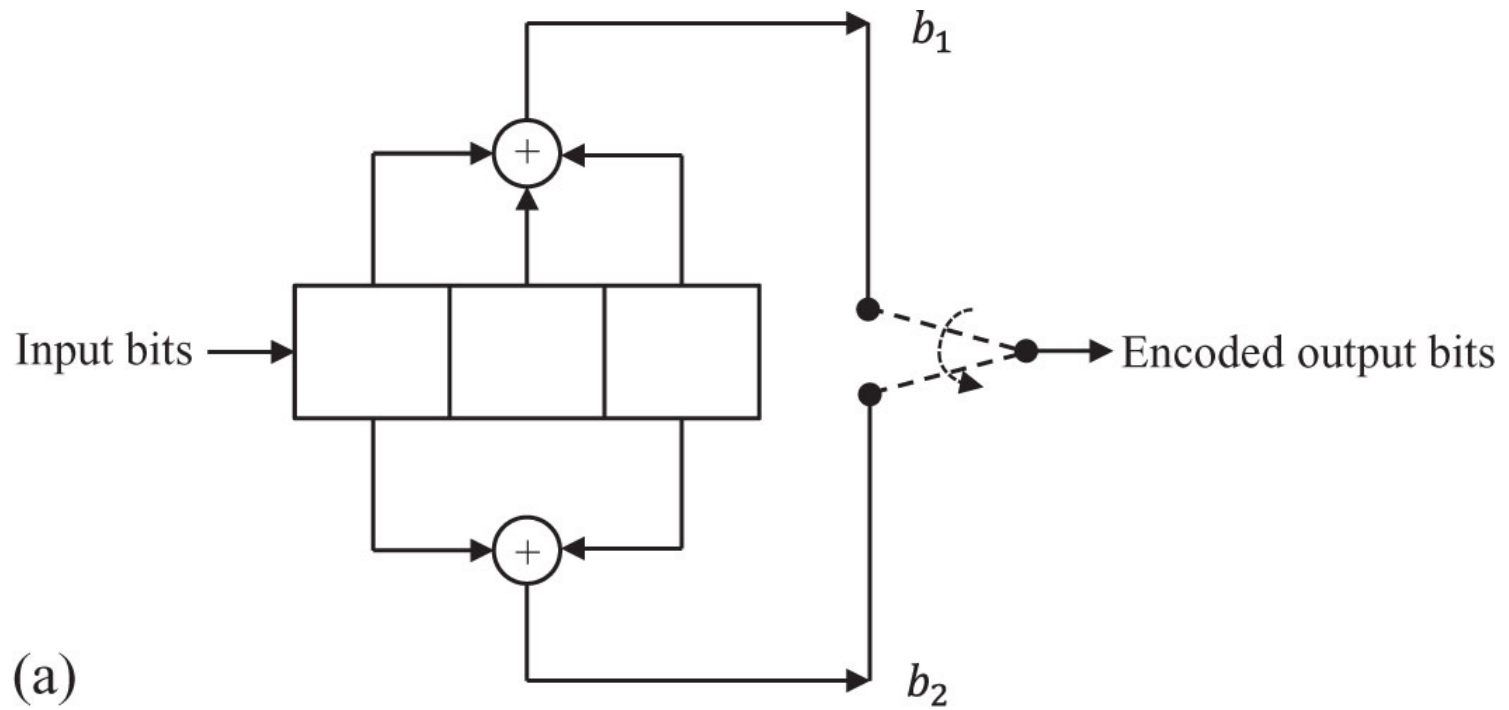 b₁
+
Input bits
Encoded output bits
+
(a)
b₂